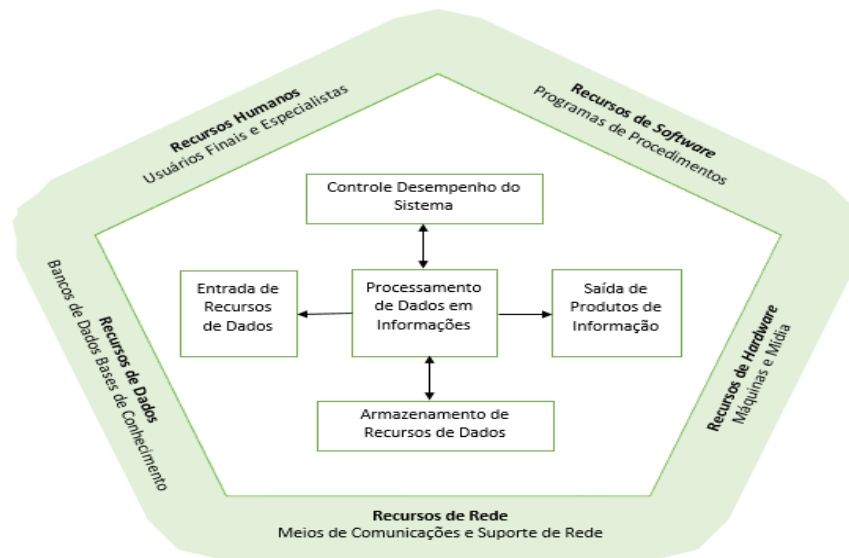 Recursos Humanos
Usuários Finais e Especialistas
Recursos de Software
Programas de Procedimentos
Controle Desempenho do
Sistema
Entrada de
Recursos
de Dados
Processamento
de Dados em
Informações
Saída de
Produtos de
Informação
Armazenamento de
Recursos de Dados
Recursos de Dados
Bancos de Dados Bases de Conhecimento
Recursos de Hardware
Máquinas e Mídia
Recursos de Rede
Meios de Comunicações e Suporte de Rede